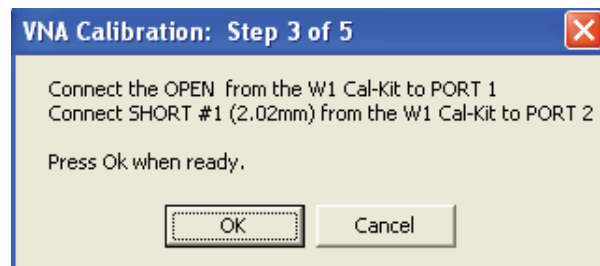 VNA Calibration: Step 3 of 5
Connect the OPEN from the W1 Cal-Kit to PORT 1
Connect SHORT #1 (2.02mm) from the W1 Cal-Kit to PORT 2
Press Ok when ready.
OK
Cancel